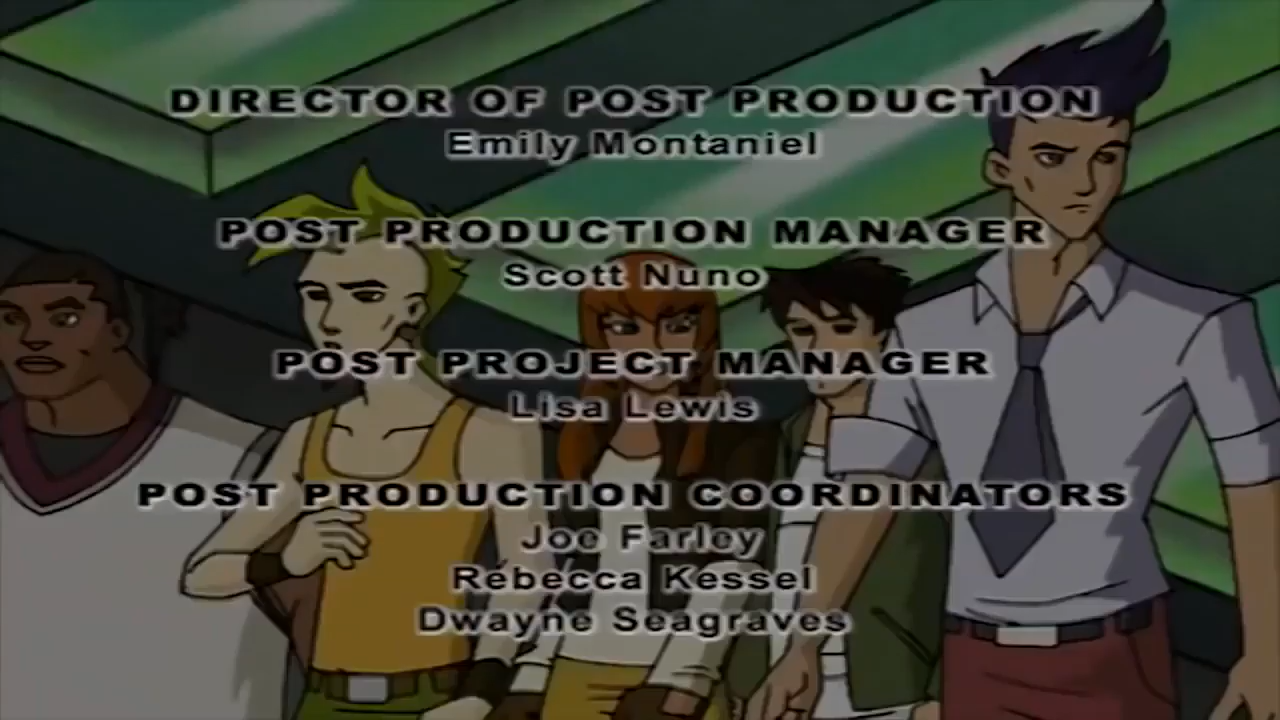 DIRECTOR OF POST PRODUCTION
Emily Montaniel
POST PRODUCTION MANAGER
Scott Nuno
POST PROJECT MANAGER
Lisa Lewis
POST PRODUCTION COORDINATORS
Joe Farley
Rebecca Kessel
Dwayne Seagraves